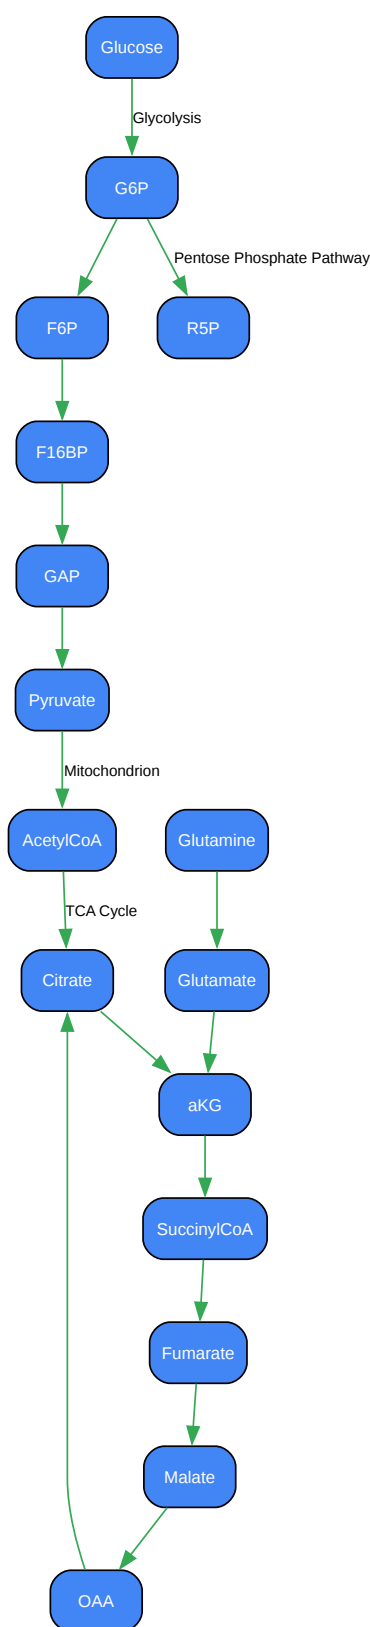 Glucose
Glycolysis
G6P
Pentose Phosphate Pathway
F6P
R5P
F16BP
GAP
Pyruvate
Mitochondrion
AcetylCoA
Glutamine
TCA Cycle
Citrate
Glutamate
aKG
SuccinylCoA
Fumarate
Malate
OAA